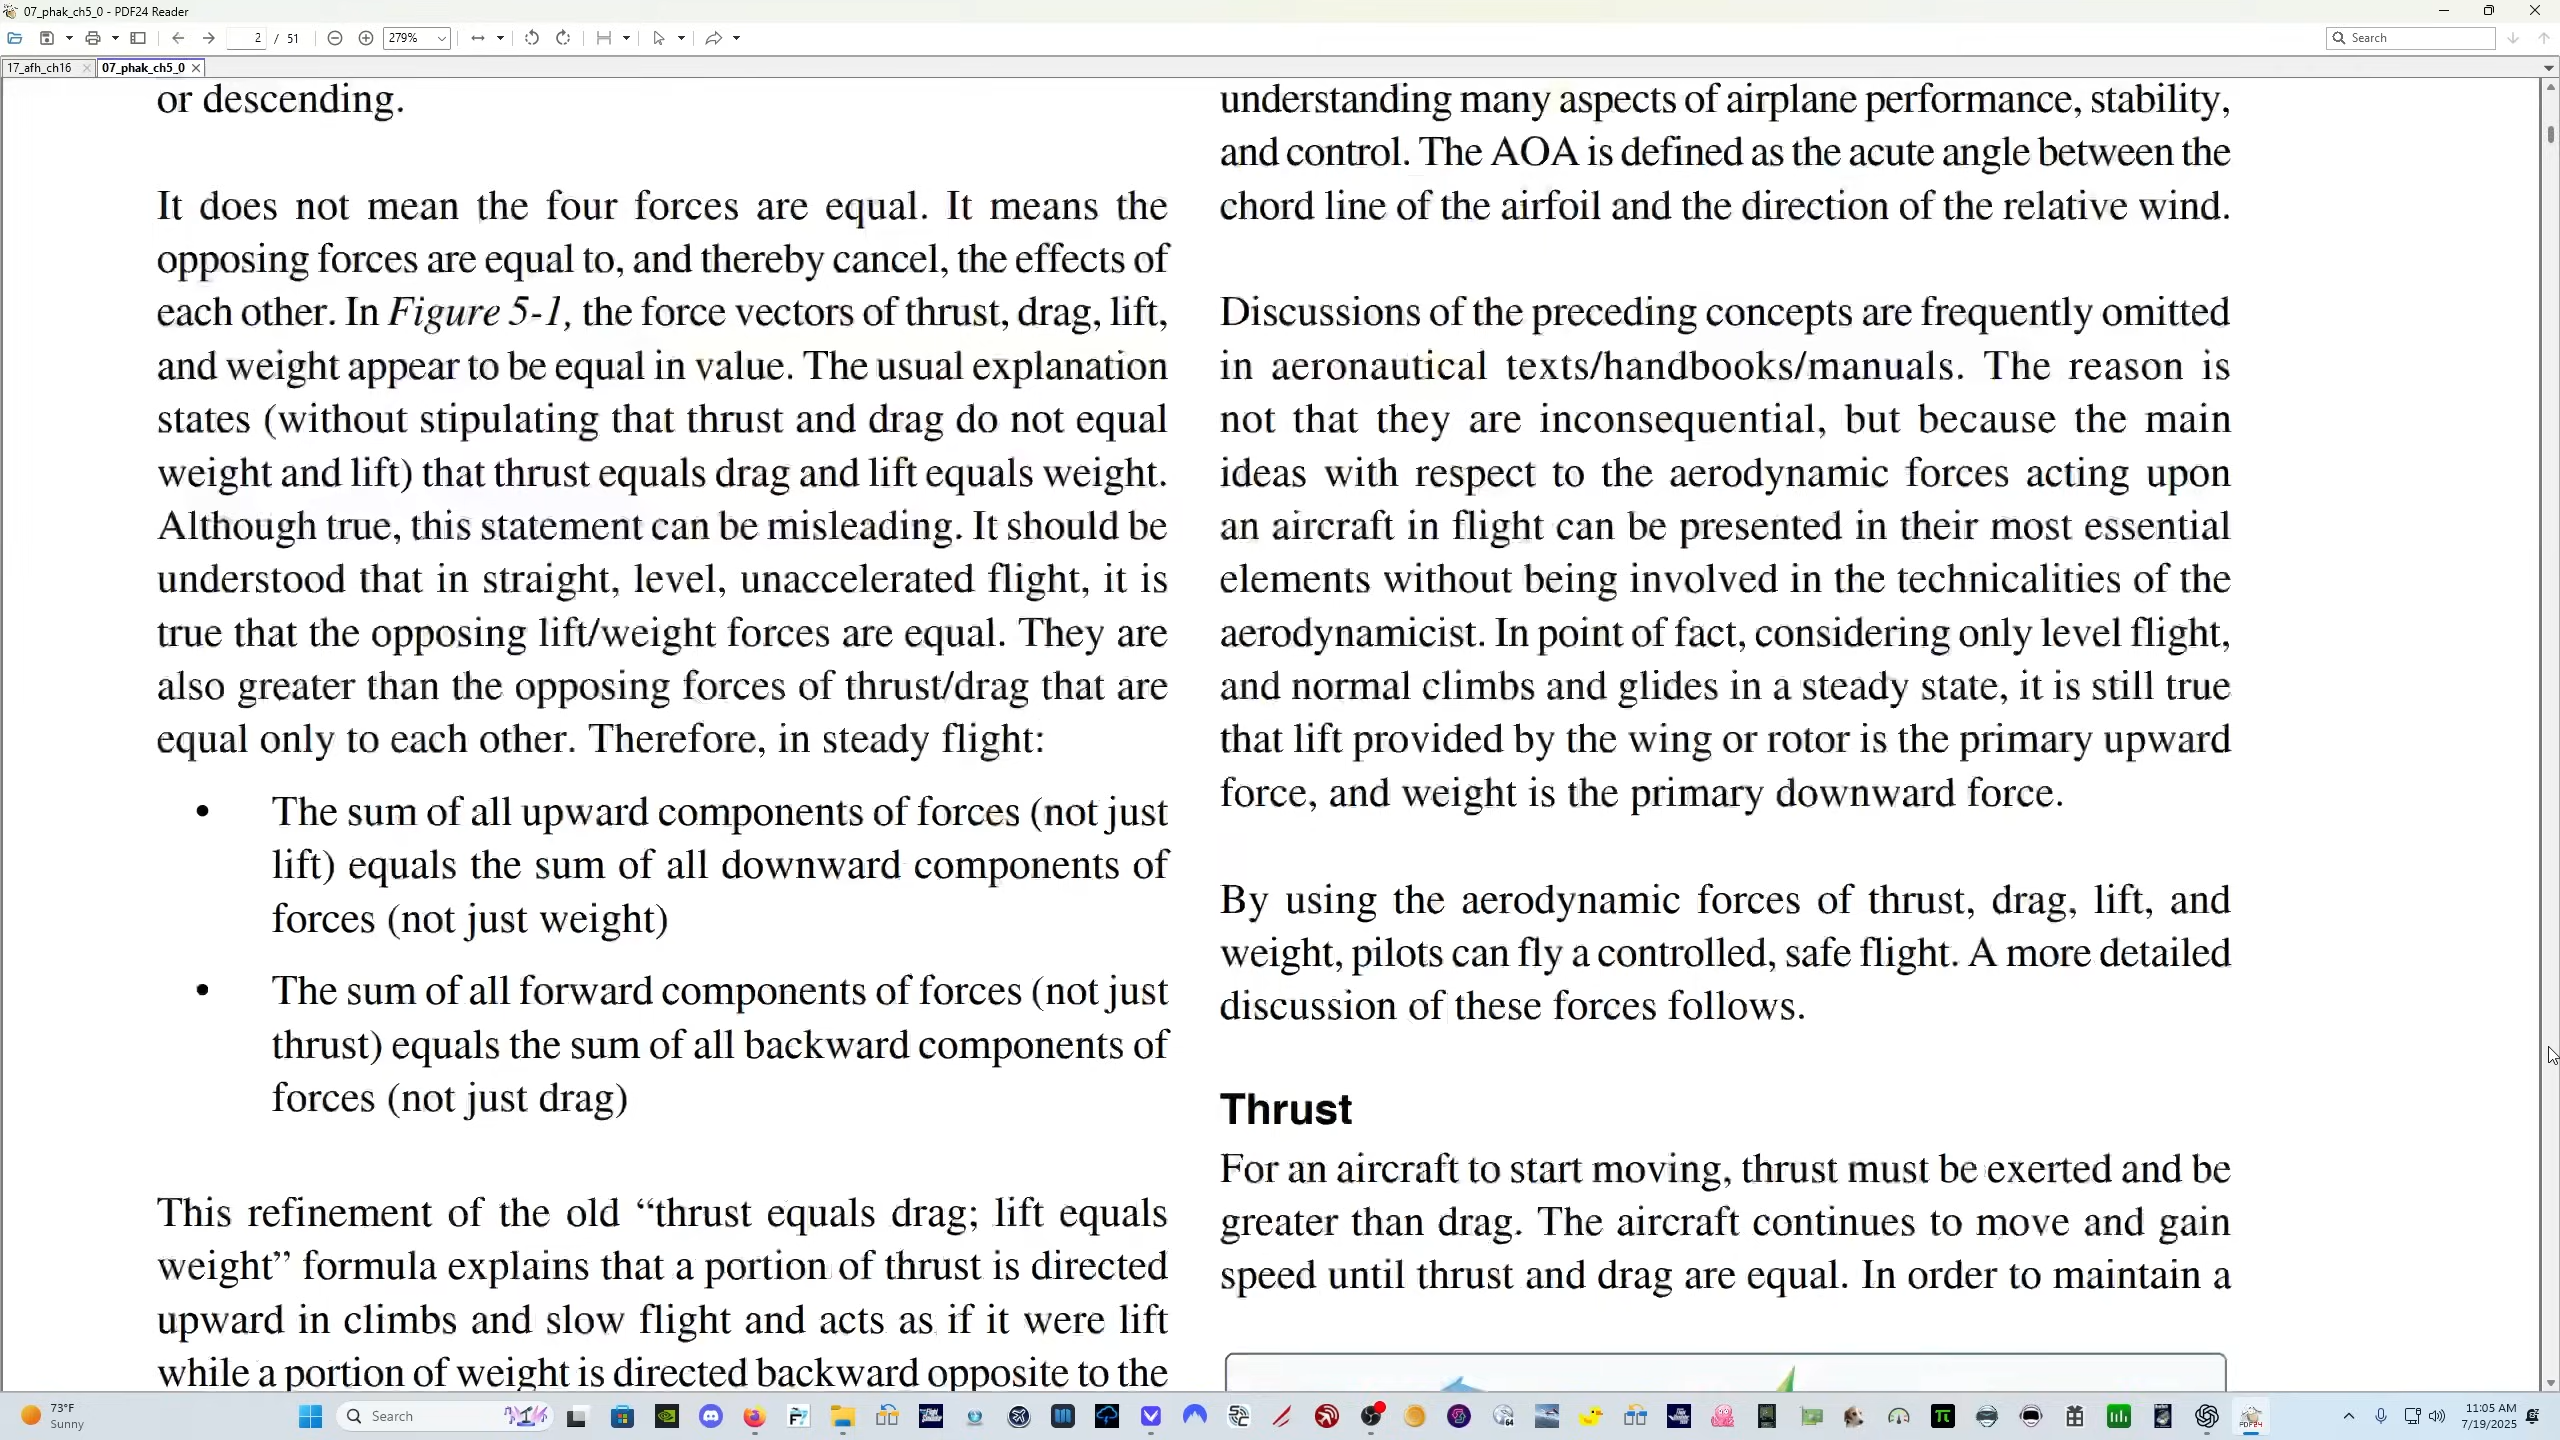 07_phak_ch5_0 - PDF24 Reader
2 / 51
279%
Search
17_afh_ch16
07_phak_ch5_0
or descending.
It does not mean the four forces are equal. It means the
opposing forces are equal to, and thereby cancel, the effects of
each other. In Figure 5-1, the force vectors of thrust, drag, lift,
and weight appear to be equal in value. The usual explanation
states (without stipulating that thrust and drag do not equal
weight and lift) that thrust equals drag and lift equals weight.
Although true, this statement can be misleading. It should be
understood that in straight, level, unaccelerated flight, it is
true that the opposing lift/weight forces are equal. They are
also greater than the opposing forces of thrust/drag that are
equal only to each other. Therefore, in steady flight:
• The sum of all upward components of forces (not just
lift) equals the sum of all downward components of
forces (not just weight)
• The sum of all forward components of forces (not just
thrust) equals the sum of all backward components of
forces (not just drag)
This refinement of the old “thrust equals drag; lift equals
weight” formula explains that a portion of thrust is directed
upward in climbs and slow flight and acts as if it were lift
while a portion of weight is directed backward opposite to the
understanding many aspects of airplane performance, stability,
and control. The AOA is defined as the acute angle between the
chord line of the airfoil and the direction of the relative wind.
Discussions of the preceding concepts are frequently omitted
in aeronautical texts/handbooks/manuals. The reason is
not that they are inconsequential, but because the main
ideas with respect to the aerodynamic forces acting upon
an aircraft in flight can be presented in their most essential
elements without being involved in the technicalities of the
aerodynamicist. In point of fact, considering only level flight,
and normal climbs and glides in a steady state, it is still true
that lift provided by the wing or rotor is the primary upward
force, and weight is the primary downward force.
By using the aerodynamic forces of thrust, drag, lift, and
weight, pilots can fly a controlled, safe flight. A more detailed
discussion of these forces follows.
Thrust
For an aircraft to start moving, thrust must be exerted and be
greater than drag. The aircraft continues to move and gain
speed until thrust and drag are equal. In order to maintain a
73°F
Sunny
Search
11:05 AM
7/19/2025